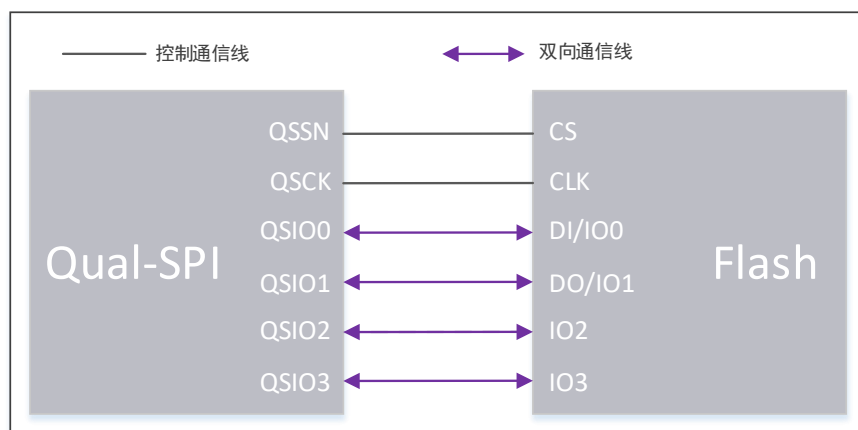 控制通信线 双向通信线
QSSN CS
QSCK CLK
QSIO0 DI/IO0
Qual-SPI Flash
QSIO1 DO/IO1
QSIO2 IO2
QSIO3 IO3